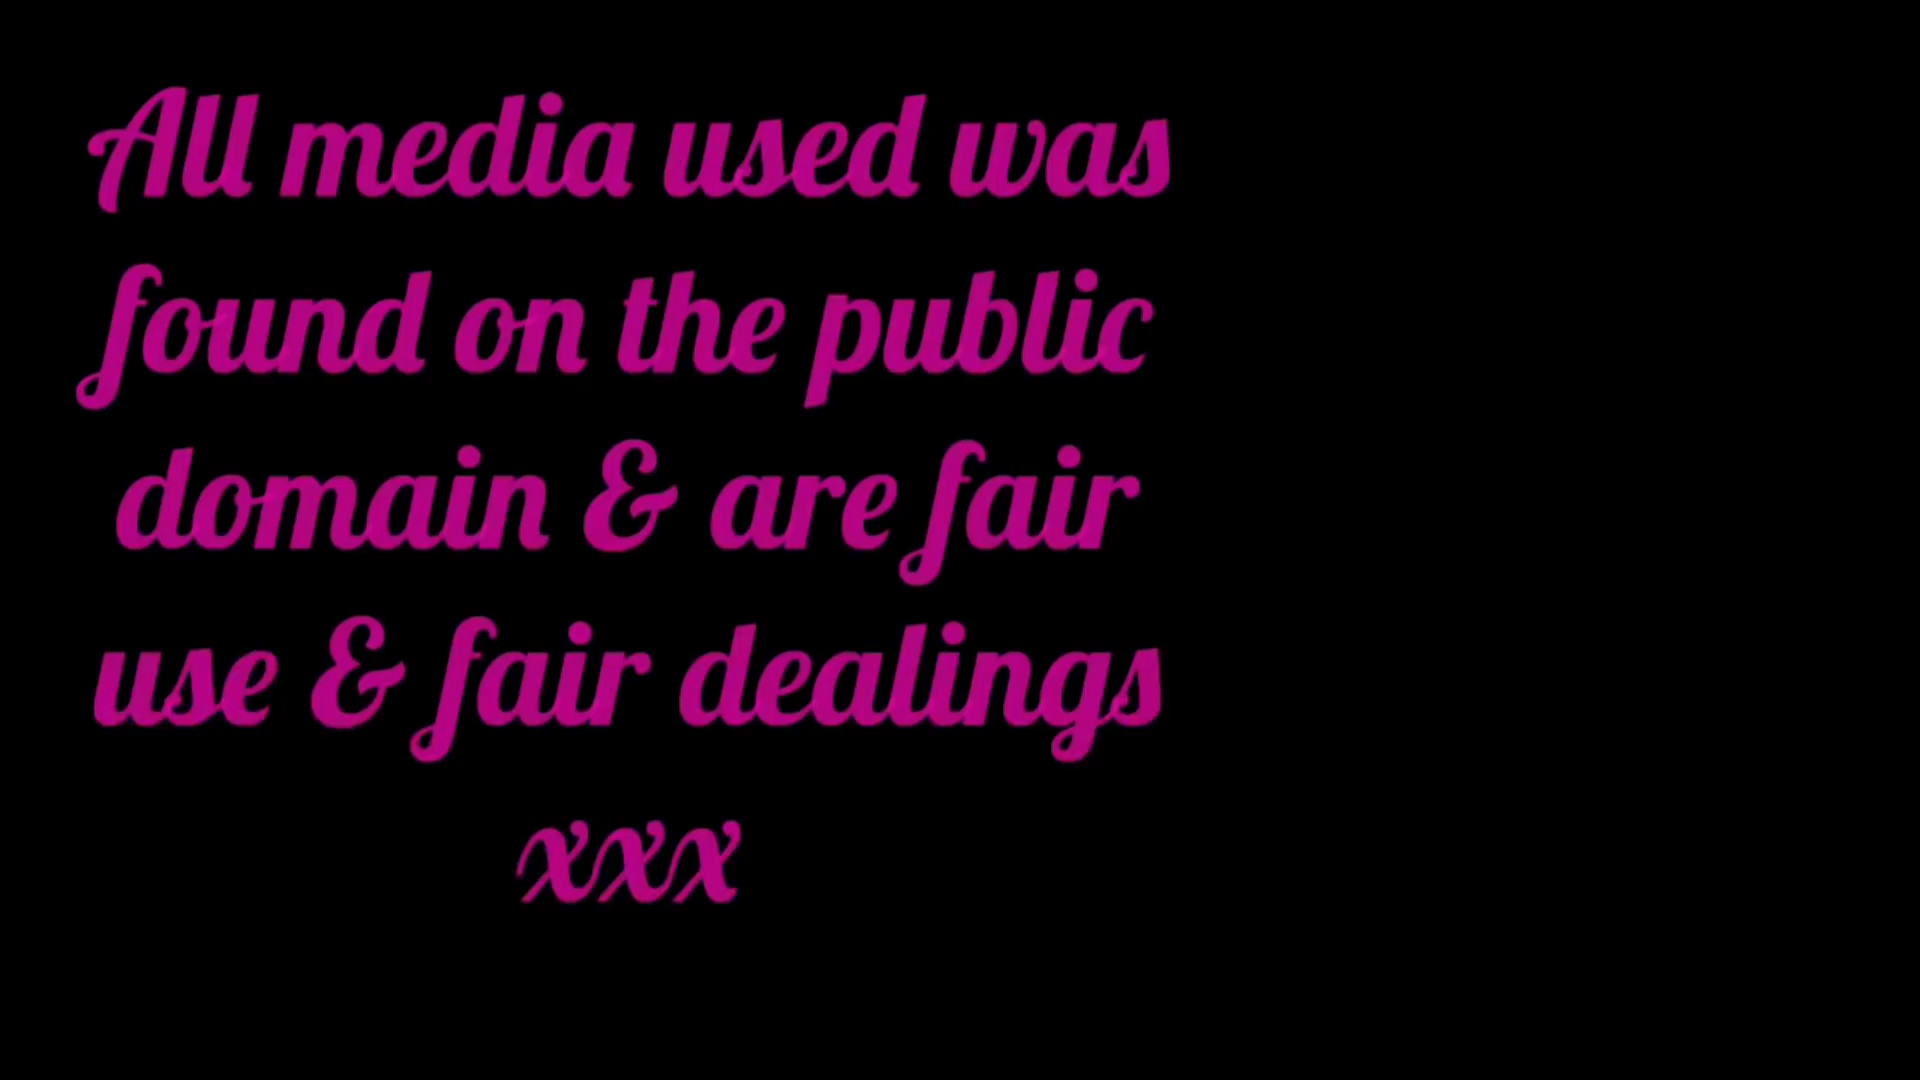 All media used was
found on the public
domain & are fair
use & fair dealings
xxx